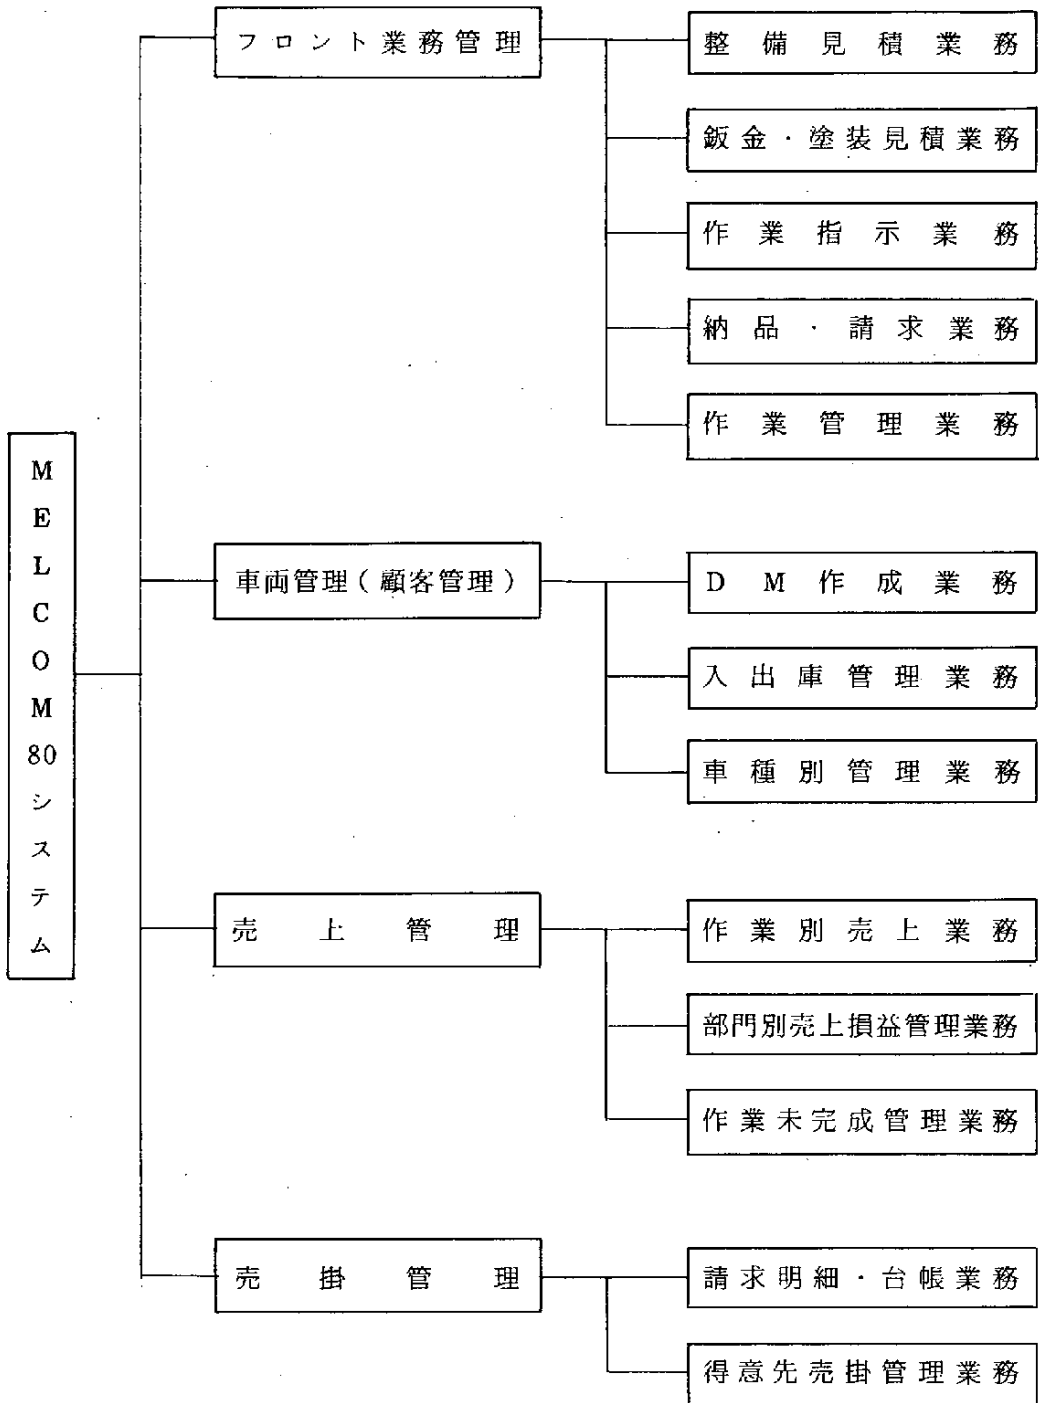 MELCOM80システム
フロント業務管理
整備見積業務
鈑金・塗装見積業務
作業指示業務
納品・請求業務
作業管理業務
車両管理(顧客管理)
DM作成業務
入出庫管理業務
車種別管理業務
売上管理
作業別売上業務
部門別売上損益管理業務
作業未完成管理業務
売掛管理
請求明細・台帳業務
得意先売掛管理業務